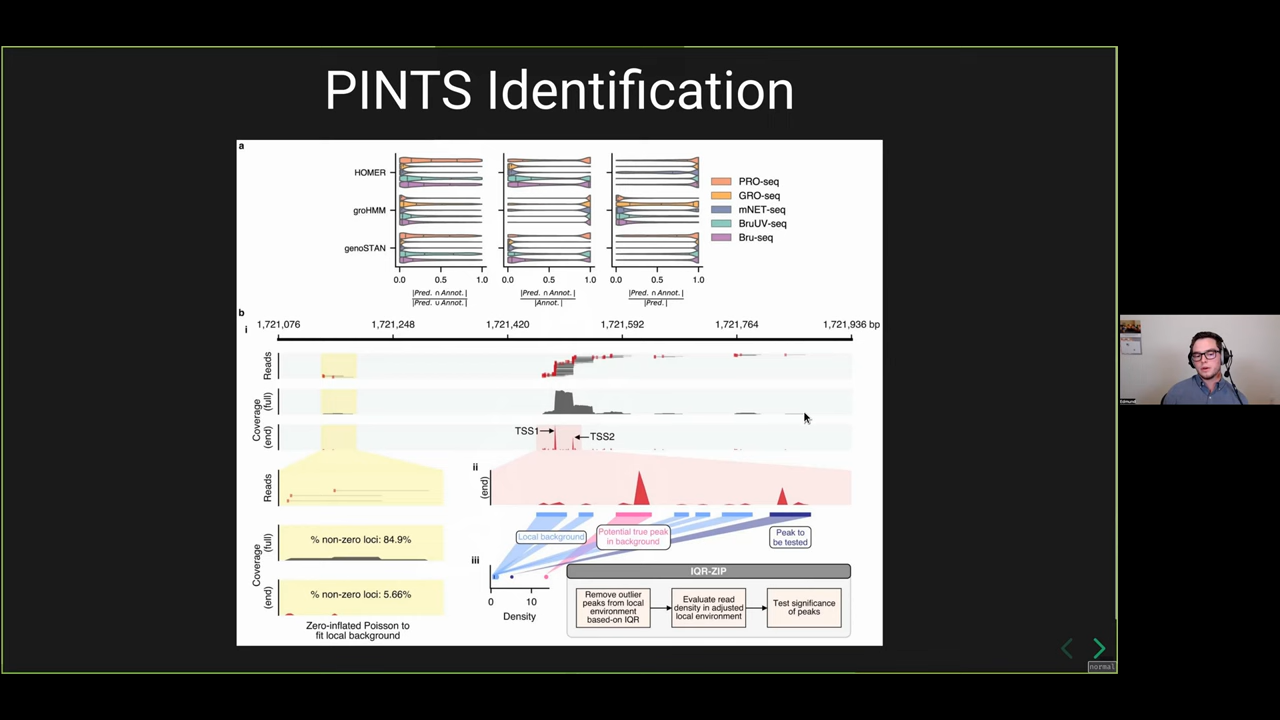 PINTS Identification
a
HOMER
groHMM
genoSTAN
0.0 0.5 1.0
0.0 0.5 1.0
0.0 0.5 1.0
|Pred. ∩ Annot.|
|Pred. ∪ Annot.|
|Pred. ∩ Annot.|
|Annot.|
|Pred. ∩ Annot.|
|Pred.|
PRO-seq
GRO-seq
mNET-seq
BruUV-seq
Bru-seq
b
i
1,721,076 1,721,248 1,721,420 1,721,592 1,721,764 1,721,936 bp
Reads
Coverage
(full)
(end)
TSS1
TSS2
Reads
Coverage
(full)
% non-zero loci: 84.9%
(end)
% non-zero loci: 5.66%
Zero-inflated Poisson to
fit local background
ii
(end)
Local background
Potential true peak
in background
Peak to
be tested
iii
0 10
Density
IQR-ZIP
Remove outlier
peaks from local
environment
based-on IQR
Evaluate read
density in adjusted
local environment
Test significance
of peaks
normal
Edmund